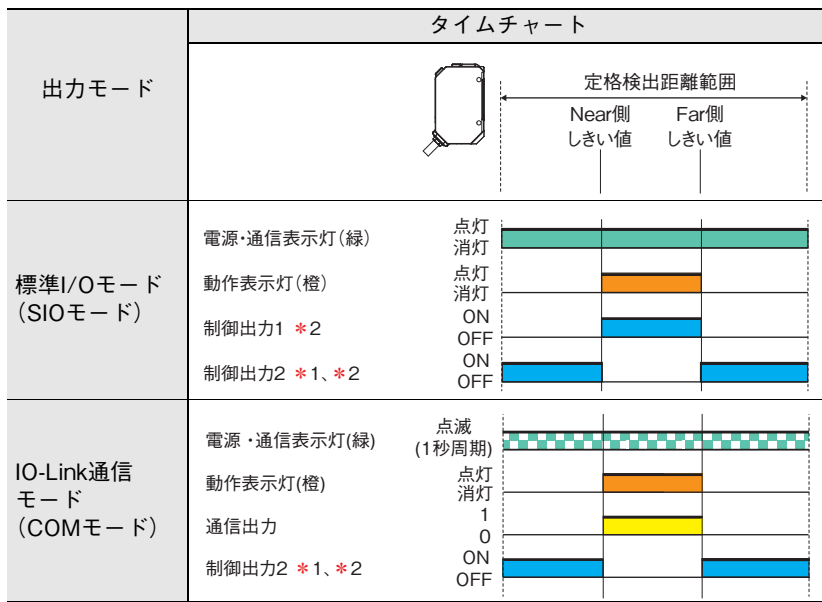 出力モード
タイムチャート
定格検出距離範囲
Near側
しきい値
Far側
しきい値
標準I/Oモード
（SIOモード）
電源・通信表示灯（緑）
点灯
消灯
動作表示灯（橙）
点灯
消灯
制御出力1 *2
ON
OFF
制御出力2 *1、*2
ON
OFF
IO-Link通信
モード
（COMモード）
電源・通信表示灯(緑)
点滅
(1秒周期)
動作表示灯(橙)
点灯
消灯
通信出力
1
0
制御出力2 *1、*2
ON
OFF